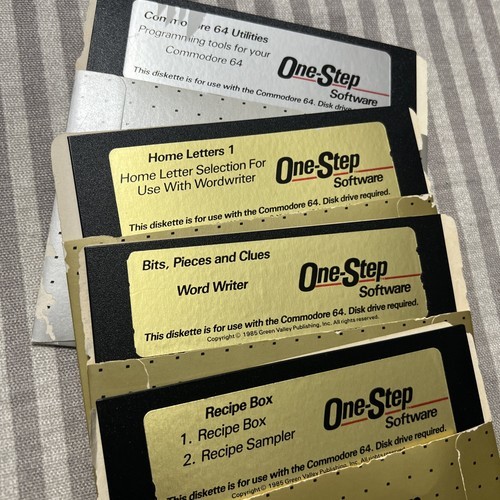 Commodore 64 Utilities
Programming tools for your
Commodore 64
One-Step
Software
This diskette is for use with the Commodore 64. Disk drive
Home Letters 1
Home Letter Selection For
Use With Wordwriter
One-Step
Software
This diskette is for use with the Commodore 64. Disk drive required.
Bits, Pieces and Clues
Word Writer
One-Step
Software
This diskette is for use with the Commodore 64. Disk drive required.
Copyright © 1985 Green Valley Publishing, Inc. All rights reserved.
Recipe Box
1. Recipe Box
2. Recipe Sampler
One-Step
Software
This diskette is for use with the Commodore 64. Disk drive required.
Copyright © 1985 Green Valley Publishing, Inc. All rights